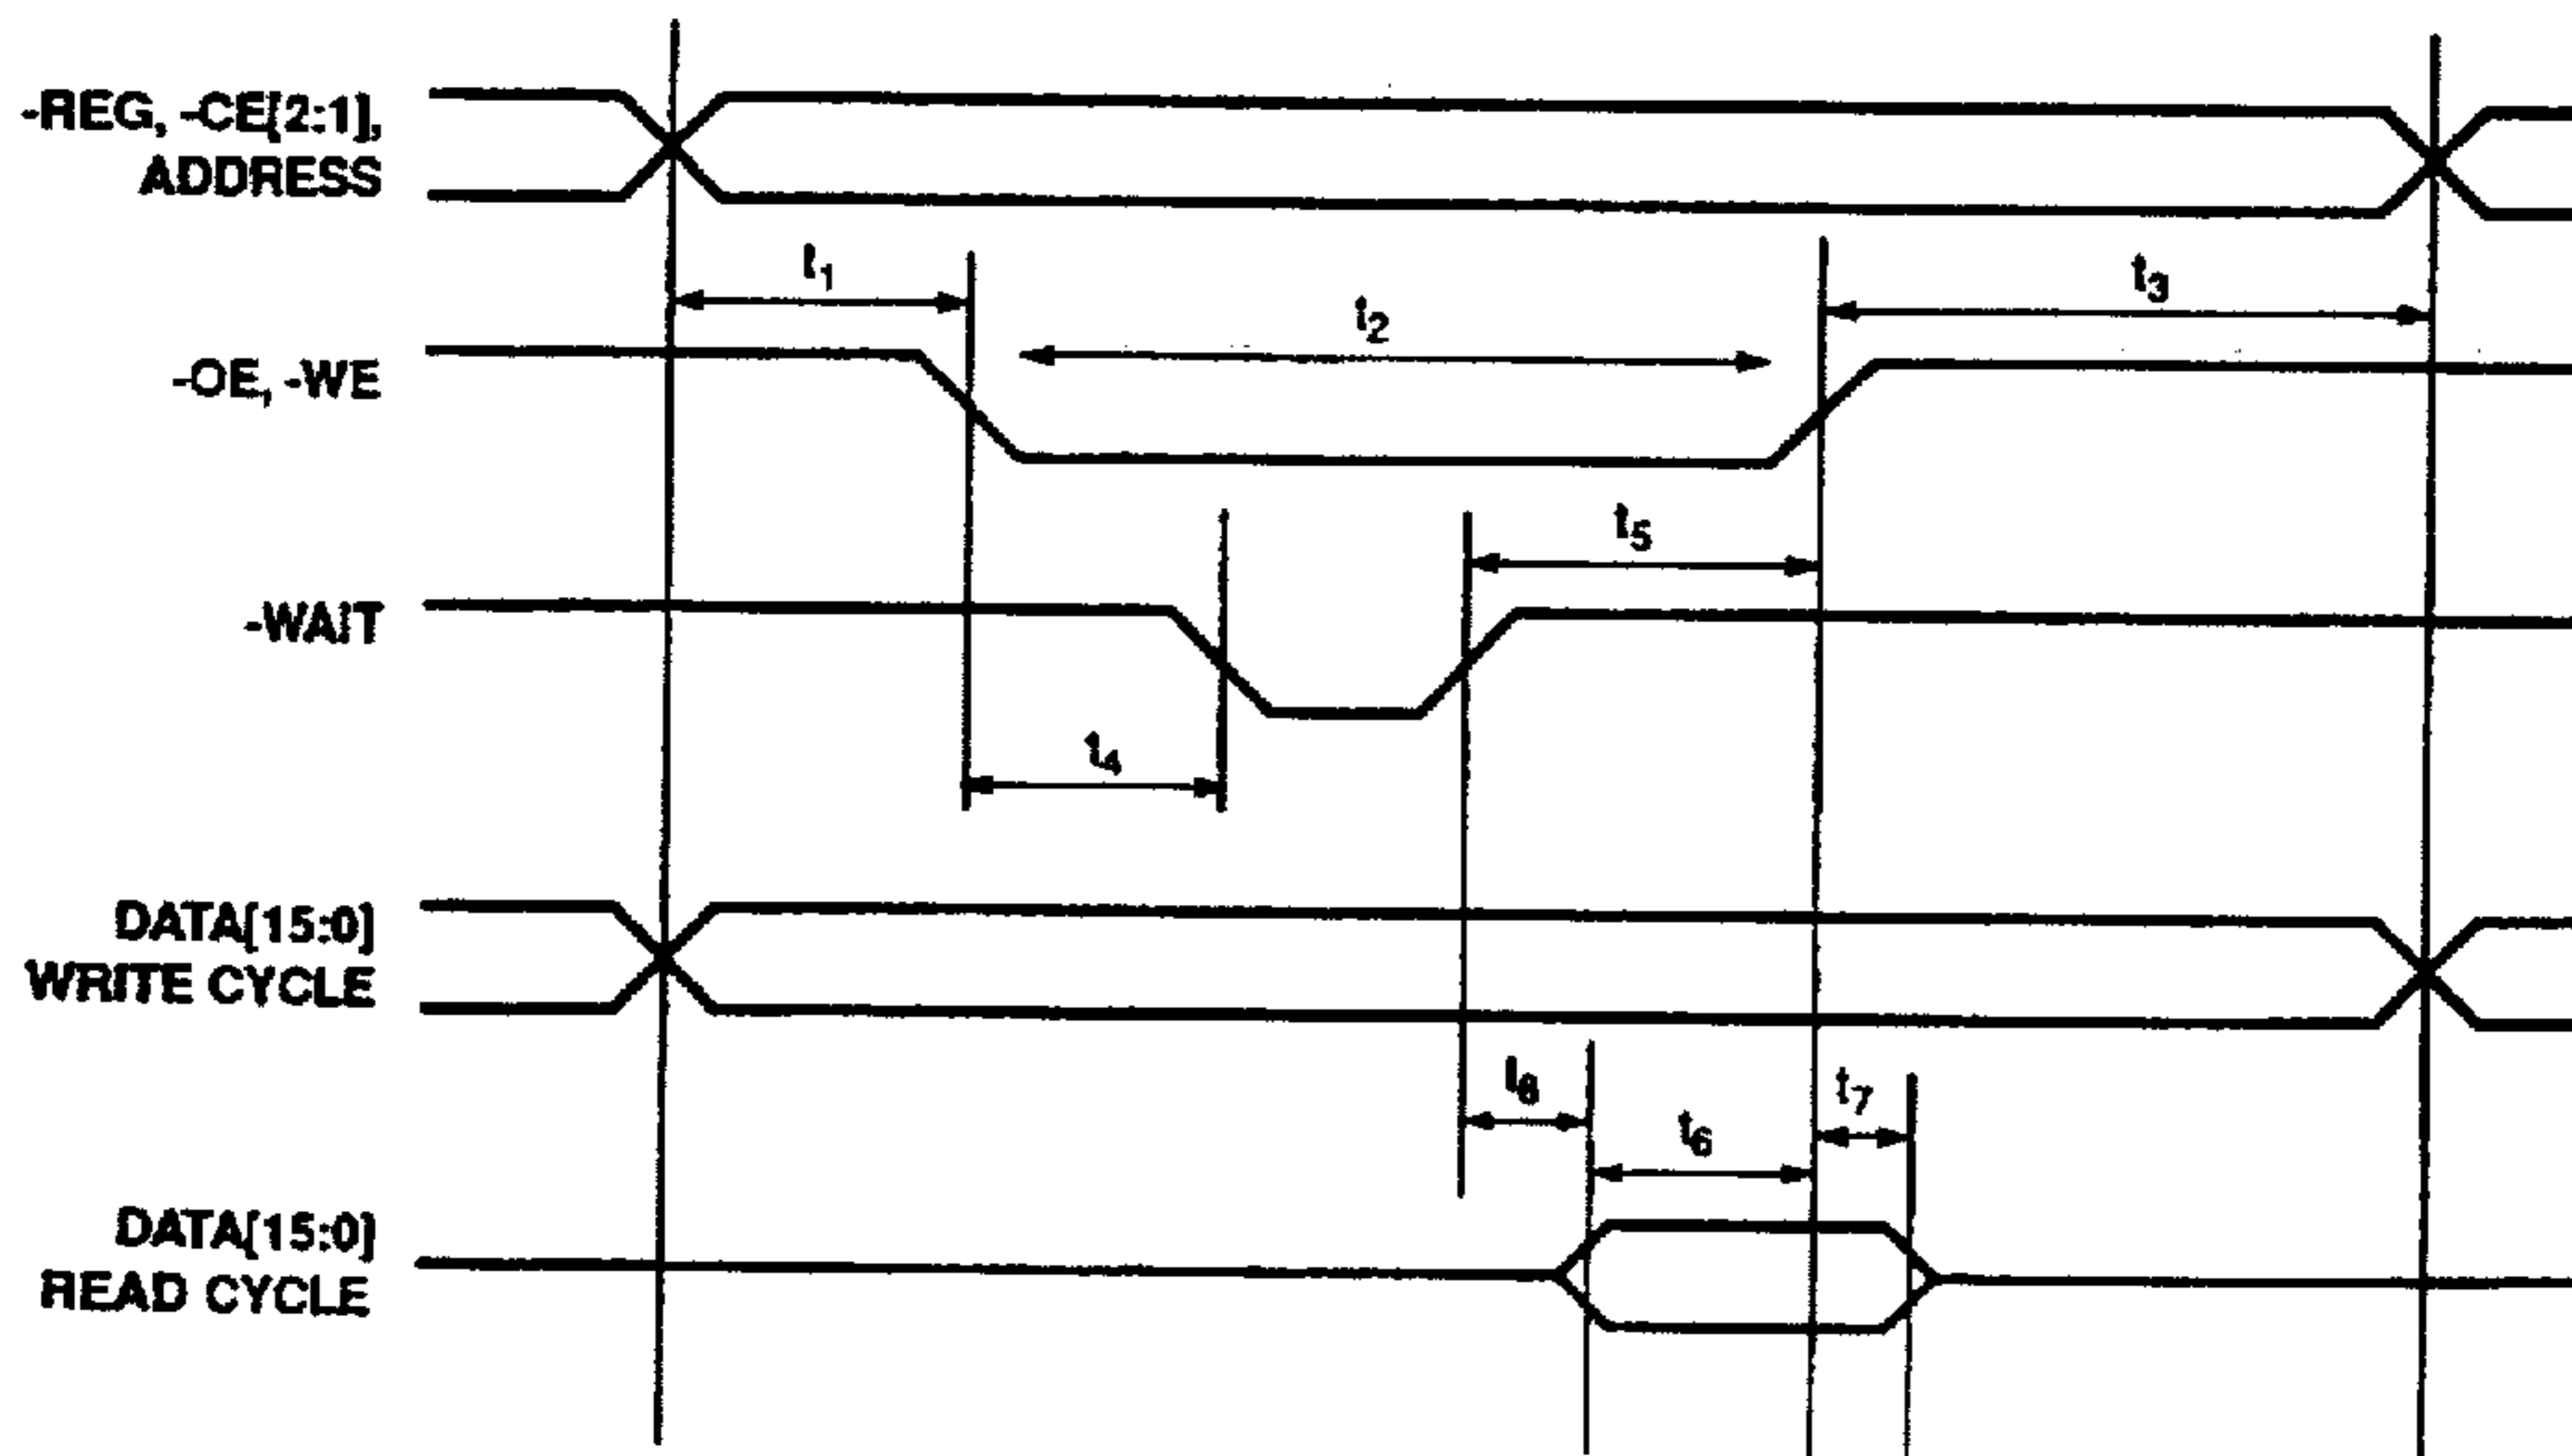 -REG, -CE[2:1],
ADDRESS
t1
t2
t3
-OE, -WE
t5
-WAIT
t4
DATA[15:0]
WRITE CYCLE
t8
t6
t7
DATA[15:0]
READ CYCLE